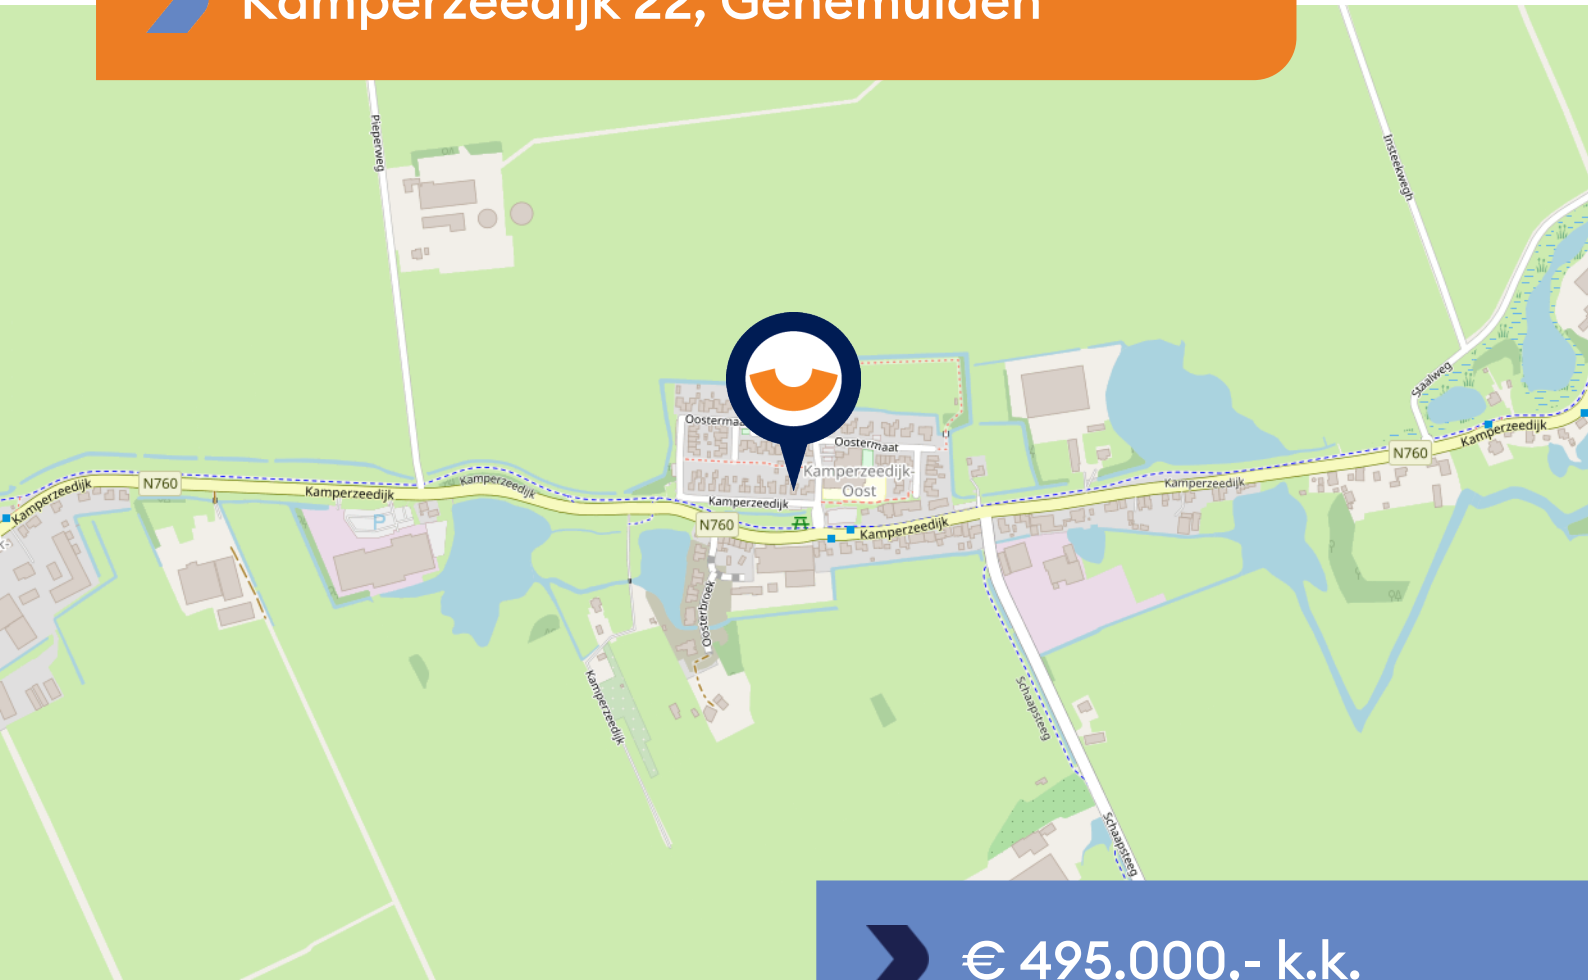 Kamperzeedijk 22, Genemuiden
Pieperweg
Insteekwegh
Staalweg
Oostermaat
Kamperzeedijk-
Oost
N760
Kamperzeedijk
Kamperzeedijk
Kamperzeedijk
Kamperzeedijk
N760
Kamperzeedijk
Kamperzeedijk
N760
Kamperzeedijk
P
Oosterbroek
Kamperzeedijk
Schaapsteeg
Schaapsteeg
€ 495.000,- k.k.